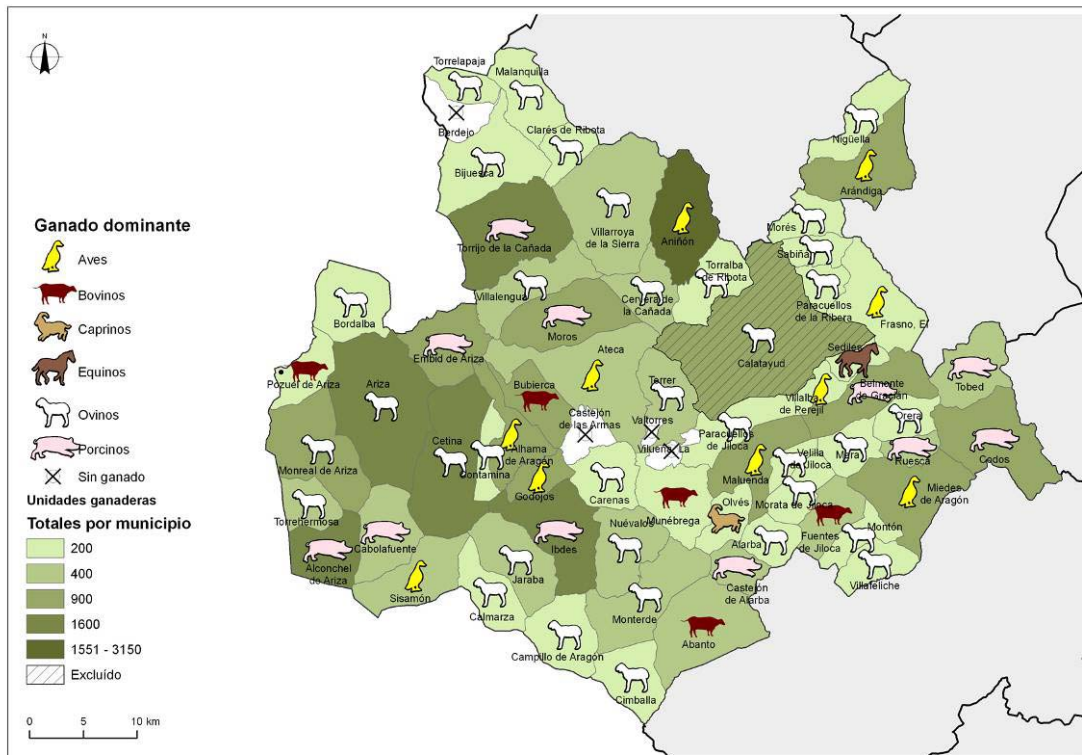 N
Ganado dominante
Aves
Bovinos
Caprinos
Equinos
Ovinos
Porcinos
Sin ganado
Unidades ganaderas
Totales por municipio
200
400
900
1600
1551 - 3150
Excluído
0 5 10 km
Torrelapaja
Malanquilla
Berdejo
Clarés de Ribota
Bijuesca
Nigüella
Arándiga
Torrijo de la Cañada
Villarroya
de la Sierra
Aniñón
Morés
Sabiñán
Torralba
de Ribota
Villalengua
Cervera de
la Cañada
Paracuellos
de la Ribera
Frasno, El
Bordalba
Moros
Embid de Ariza
Ateca
Calatayud
Sediles
Pozuel de Ariza
Ariza
Bubierca
Terrer
Villalba
de Perejil
Belmonte
de Gracián
Tobed
Castejón
de las Armas
Valtorres
Orera
Cetina
Alhama
de Aragón
Vilueña, La
Paracuellos
de Jiloca
Velilla
de Jiloca
Mara
Ruesca
Codos
Monreal de Ariza
Contamina
Godojos
Carenas
Munébrega
Maluenda
Miedes
de Aragón
Torrehermosa
Olvés
Morata de Jiloca
Cabolafuente
Ibdes
Nuévalos
Alarba
Fuentes
de Jiloca
Montón
Alconchel
de Ariza
Sisamón
Jaraba
Castejón
de Alarba
Villafeliche
Calmarza
Monterde
Abanto
Campillo de Aragón
Cimballa